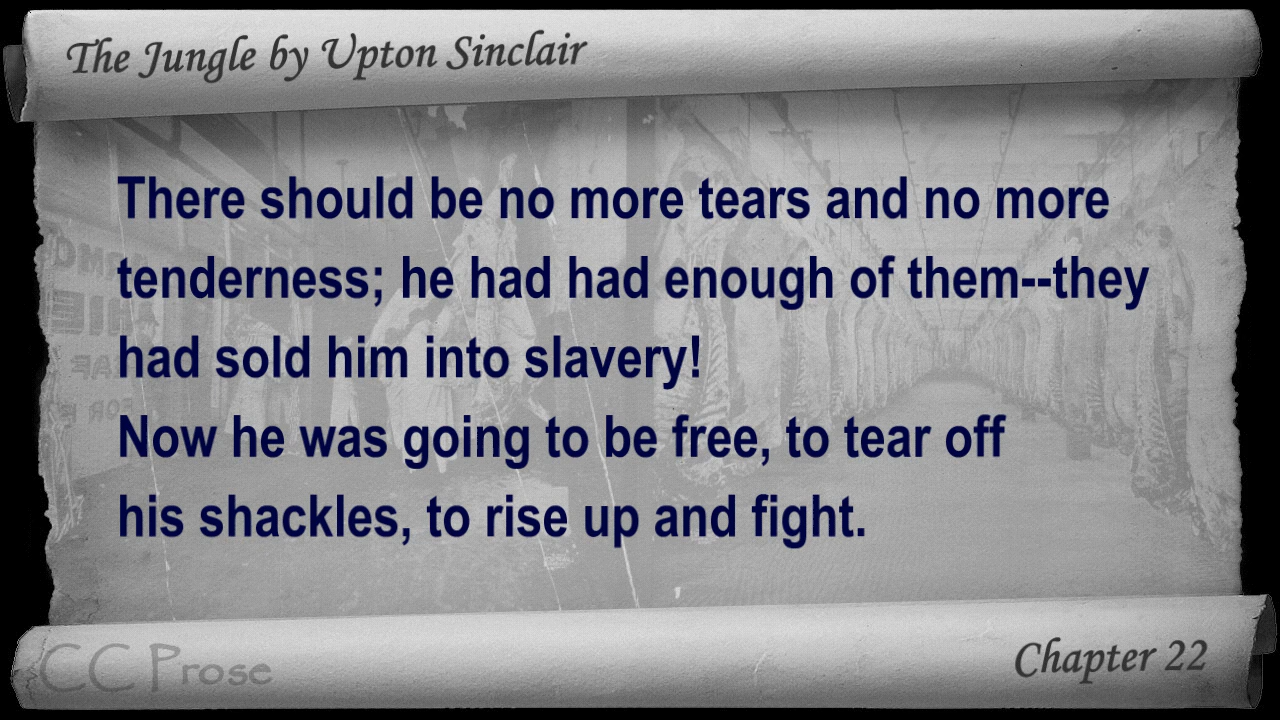 The Jungle by Upton Sinclair
There should be no more tears and no more
tenderness; he had had enough of them--they
had sold him into slavery!
Now he was going to be free, to tear off
his shackles, to rise up and fight.
CC Prose
Chapter 22